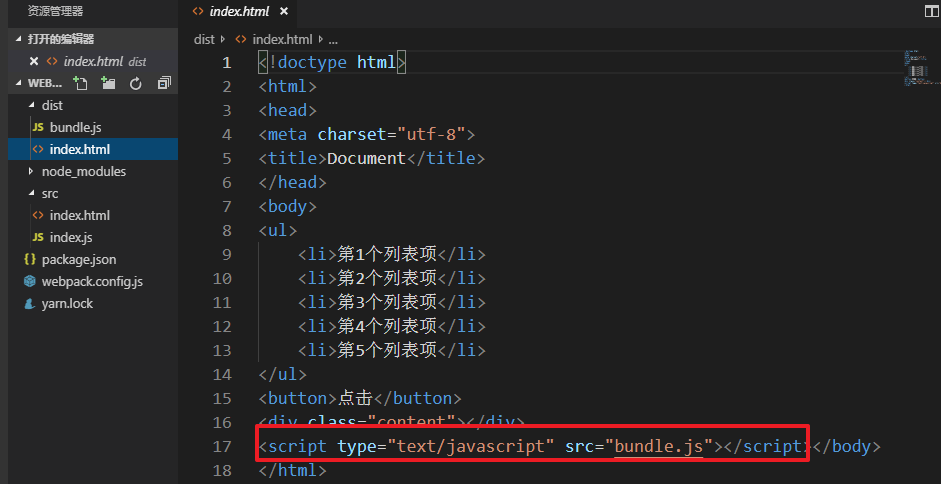 资源管理器
打开的编辑器
index.html dist
WEB...
dist
JS bundle.js
index.html
node_modules
src
index.html
JS index.js
{} package.json
webpack.config.js
yarn.lock
index.html
dist index.html ...
1 <!doctype html>
2 <html>
3 <head>
4 <meta charset="utf-8">
5 <title>Document</title>
6 </head>
7 <body>
8 <ul>
9 <li>第1个列表项</li>
10 <li>第2个列表项</li>
11 <li>第3个列表项</li>
12 <li>第4个列表项</li>
13 <li>第5个列表项</li>
14 </ul>
15 <button>点击</button>
16 <div class="content"></div>
17 <script type="text/javascript"  src="bundle.js"></script></body>
18 </html>